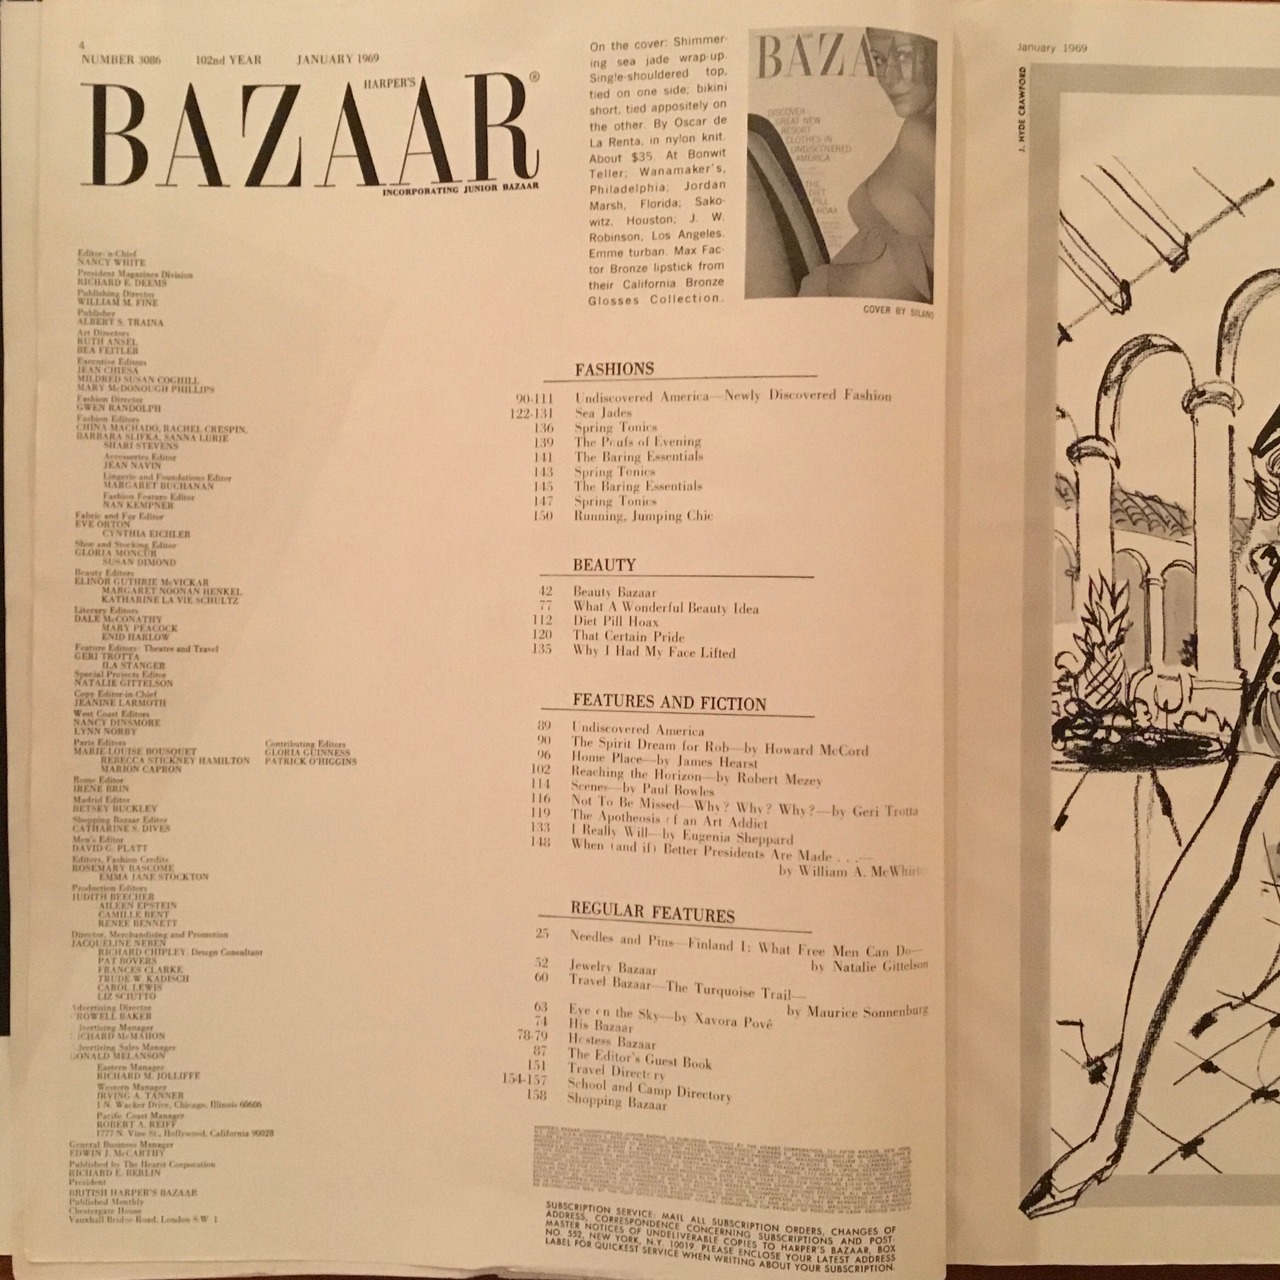 4
NUMBER 3086 102nd YEAR JANUARY 1969
HARPER'S
BAZAAR®
INCORPORATING JUNIOR BAZAAR
Editor-in-Chief
NANCY WHITE
President Magazines Division
RICHARD E. DEEMS
Publishing Director
WILLIAM M. FINE
Publisher
ALBERT S. TRAINA
Art Directors
RUTH ANSEL
BEA FEITLER
Executive Editors
JEAN CHIESA
MILDRED SUSAN COGHILL
MARY McDONOUGH PHILLIPS
Fashion Director
GWEN RANDOLPH
Fashion Editors
CHINA MACHADO, RACHEL CRESPIN,
BARBARA SLIFKA, SANNA LURIE
SHARI STEVENS
Accessories Editor
JEAN NAVIN
Lingerie and Foundations Editor
MARGARET BUCHANAN
Fashion Feature Editor
NAN KEMPNER
Fabric and Fur Editor
EVE ORTON
CYNTHIA EICHLER
Shoe and Stocking Editor
GLORIA MONCUR
SUSAN DIMOND
Beauty Editors
ELINOR GUTHRIE McVICKAR
MARGARET NOONAN HENKEL
KATHARINE LA VIE SCHULTZ
Literary Editors
DALE McCONATHY
MARY PEACOCK
ENID HARLOW
Feature Editors: Theatre and Travel
GERI TROTTA
ILA STANGER
Special Projects Editor
NATALIE GITTELSON
Copy Editor-in-Chief
JEANINE LARMOTH
West Coast Editors
NANCY DINSMORE
LYNN NORBY
Paris Editors
MARIE-LOUISE BOUSQUET
REBECCA STICKNEY HAMILTON
MARION CAPRON
Contributing Editors
GLORIA GUINNESS
PATRICK O'HIGGINS
Rome Editor
IRENE BRIN
Madrid Editor
BETSEY BUCKLEY
Shopping Bazaar Editor
CATHARINE S. DIVES
Men's Editor
DAVID G. PLATT
Editors, Fashion Credits
ROSEMARY BASCOME
EMMA JANE STOCKTON
Production Editors
JUDITH BEECHER
AILEEN EPSTEIN
CAMILLE BENT
RENEE BENNETT
Director, Merchandising and Promotion
JACQUELINE NEBEN
RICHARD CHIPLEY, Design Consultant
PAT BOVERS
FRANCES CLARKE
TRUDE W. KADISCH
CAROL LEWIS
LIZ SCIUTTO
Advertising Director
CROWELL BAKER
Advertising Manager
RICHARD McMAHON
Advertising Sales Manager
DONALD MELANSON
Eastern Manager
RICHARD M. JOLLIFFE
Western Manager
IRVING A. TANNER
1 N. Wacker Drive, Chicago, Illinois 60606
Pacific Coast Manager
ROBERT A. REIFF
1777 N. Vine St., Hollywood, California 90028
General Business Manager
EDWIN J. McCARTHY
Published by The Hearst Corporation
RICHARD E. BERLIN
President
BRITISH HARPER'S BAZAAR
Published Monthly
Chestergate House
Vauxhall Bridge Road, London S.W 1
On the cover: Shimmer-
ing sea jade wrap-up.
Single-shouldered top,
tied on one side; bikini
short, tied appositely on
the other. By Oscar de
La Renta, in nylon knit.
About $35. At Bonwit
Teller; Wanamaker's,
Philadelphia; Jordan
Marsh, Florida; Sako-
witz, Houston; J. W.
Robinson, Los Angeles.
Emme turban. Max Fac-
tor Bronze lipstick from
their California Bronze
Glosses Collection.
BAZAAR
DISCOVER
GREAT NEW
RESORT
CLOTHES IN
UNDISCOVERED
AMERICA
THE
DIET
PILL
HOAX
COVER BY SILANO
FASHIONS
90-111 Undiscovered America—Newly Discovered Fashion
122-131 Sea Jades
136 Spring Tonics
139 The Poufs of Evening
141 The Baring Essentials
143 Spring Tonics
145 The Baring Essentials
147 Spring Tonics
150 Running, Jumping Chic
BEAUTY
42 Beauty Bazaar
77 What A Wonderful Beauty Idea
112 Diet Pill Hoax
120 That Certain Pride
135 Why I Had My Face Lifted
FEATURES AND FICTION
89 Undiscovered America
90 The Spirit Dream for Rob—by Howard McCord
96 Home Place—by James Hearst
102 Reaching the Horizon—by Robert Mezey
114 Scenes—by Paul Bowles
116 Not To Be Missed—Why? Why? Why?—by Geri Trotta
119 The Apotheosis of an Art Addict
133 I Really Will—by Eugenia Sheppard
148 When (and if) Better Presidents Are Made . . .—
by William A. McWhirt
REGULAR FEATURES
25 Needles and Pins—Finland I: What Free Men Can Do—
by Natalie Gittelson
52 Jewelry Bazaar
60 Travel Bazaar—The Turquoise Trail—
by Maurice Sonnenburg
63 Eye on the Sky—by Xavora Pové
74 His Bazaar
78-79 Hostess Bazaar
87 The Editor's Guest Book
151 Travel Directory
154-157 School and Camp Directory
158 Shopping Bazaar
SUBSCRIPTION SERVICE: MAIL ALL SUBSCRIPTION ORDERS, CHANGES OF
ADDRESS, CORRESPONDENCE CONCERNING SUBSCRIPTIONS AND POST-
MASTER NOTICES OF UNDELIVERABLE COPIES TO HARPER'S BAZAAR, BOX
NO. 552, NEW YORK, N.Y. 10019. PLEASE ENCLOSE YOUR LATEST ADDRESS
LABEL FOR QUICKEST SERVICE WHEN WRITING ABOUT YOUR SUBSCRIPTION.
January 1969
J. HYDE CRAWFORD